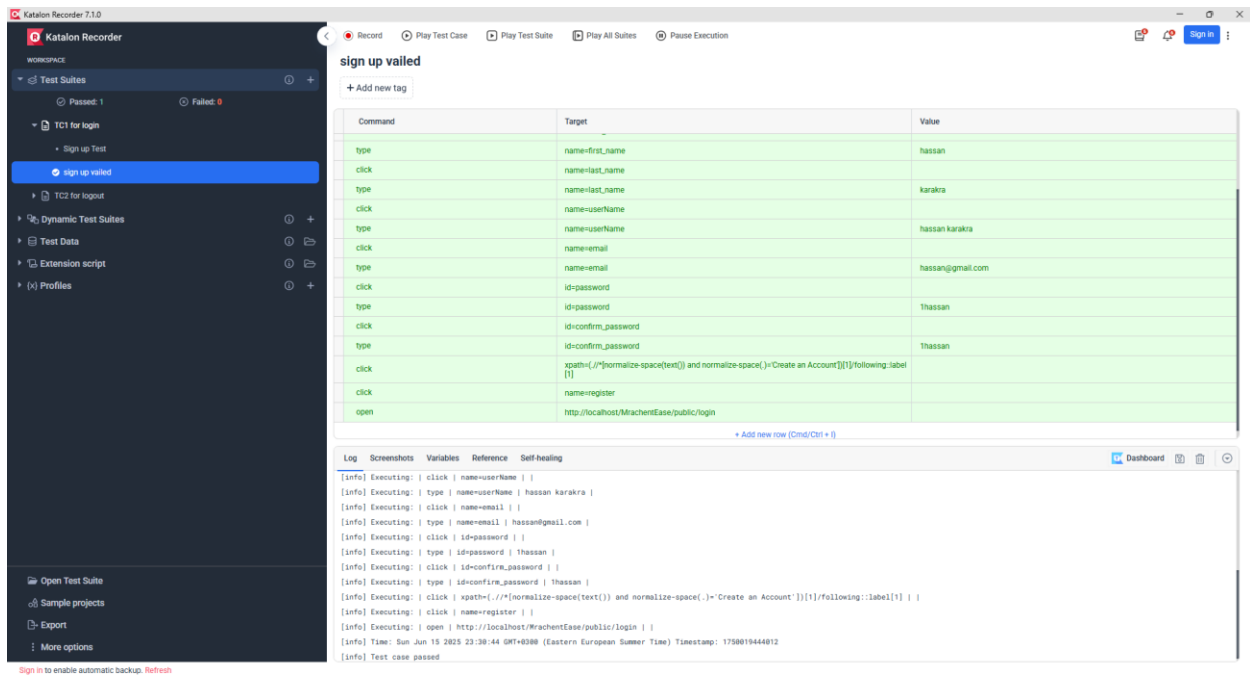 Katalon Recorder 7.1.0
Katalon Recorder
WORKSPACE
Test Suites
Passed: 1 Failed: 0
TC1 for login
Sign up Test
sign up vailed
TC2 for logout
Dynamic Test Suites
Test Data
Extension script
{x} Profiles
Open Test Suite
Sample projects
Export
More options
Sign in to enable automatic backup. Refresh
Record Play Test Case Play Test Suite Play All Suites Pause Execution Sign in
sign up vailed
+ Add new tag
Command Target Value
type name=first_name hassan
click name=last_name
type name=last_name karakra
click name=userName
type name=userName hassan karakra
click name=email
type name=email hassan@gmail.com
click id=password
type id=password 1hassan
click id=confirm_password
type id=confirm_password 1hassan
click xpath=(.//*[normalize-space(text()) and normalize-space(.)='Create an Account'])[1]/following::label
[1]
click name=register
open http://localhost/MrachentEase/public/login
+ Add new row (Cmd/Ctrl + I)
Log Screenshots Variables Reference Self-healing Dashboard
[info] Executing: | click | name=userName | |
[info] Executing: | type | name=userName | hassan karakra |
[info] Executing: | click | name=email | |
[info] Executing: | type | name=email | hassan@gmail.com |
[info] Executing: | click | id=password | |
[info] Executing: | type | id=password | 1hassan |
[info] Executing: | click | id=confirm_password | |
[info] Executing: | type | id=confirm_password | 1hassan |
[info] Executing: | click | xpath=(.//*[normalize-space(text()) and normalize-space(.)='Create an Account'])[1]/following::label[1] | |
[info] Executing: | click | name=register | |
[info] Executing: | open | http://localhost/MrachentEase/public/login | |
[info] Time: Sun Jun 15 2025 23:30:44 GMT+0300 (Eastern European Summer Time) Timestamp: 1750019444012
[info] Test case passed